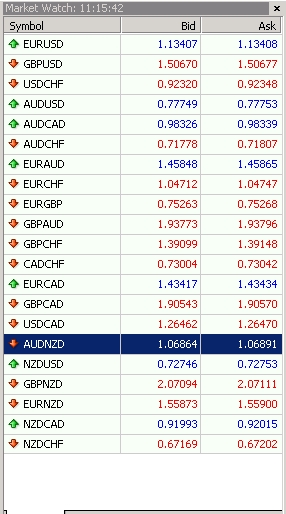 Market Watch: 11:15:42
Symbol Bid Ask
EURUSD 1.13407 1.13408
GBPUSD 1.50670 1.50677
USDCHF 0.92320 0.92348
AUDUSD 0.77749 0.77753
AUDCAD 0.98326 0.98339
AUDCHF 0.71778 0.71807
EURAUD 1.45848 1.45865
EURCHF 1.04712 1.04747
EURGBP 0.75263 0.75268
GBPAUD 1.93773 1.93796
GBPCHF 1.39099 1.39148
CADCHF 0.73004 0.73042
EURCAD 1.43417 1.43434
GBPCAD 1.90543 1.90570
USDCAD 1.26462 1.26470
AUDNZD 1.06864 1.06891
NZDUSD 0.72746 0.72753
GBPNZD 2.07094 2.07111
EURNZD 1.55873 1.55900
NZDCAD 0.91993 0.92015
NZDCHF 0.67169 0.67202